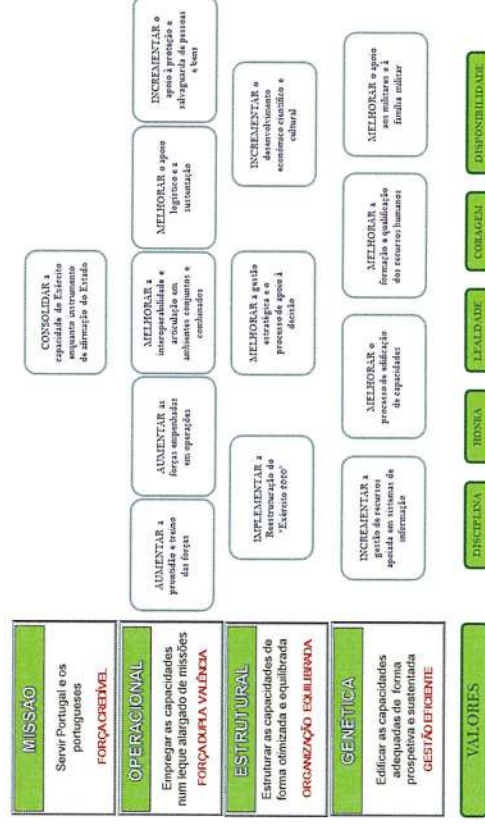 MISSÃO
Servir Portugal e os
portugueses
FORÇA CREDÍVEL
CONSOLIDAR a
capacidade do Exército
enquanto instrumento
de afirmação do Estado
OPERACIONAL
Empregar as capacidades
num leque alargado de missões
FORÇA DUPLA VALÊNCIA
AUMENTAR a
prontidão e treino
das forças
AUMENTAR as
forças empenhadas
em operações
MELHORAR a
interoperabilidade e
articulação em
ambientes conjuntos e
combinados
MELHORAR o apoio
logístico e a
sustentação
INCREMENTAR o
apoio à proteção e
salvaguarda de pessoas
e bens
ESTRUTURAL
Estruturar as capacidades de
forma otimizada e equilibrada
ORGANIZAÇÃO EQUILIBRADA
IMPLEMENTAR a
Reestruturação do
"Exército 2020"
MELHORAR a gestão
estratégica e o
processo de apoio à
decisão
INCREMENTAR o
desenvolvimento
económico científico e
cultural
GENÉTICA
Edificar as capacidades
adequadas de forma
prospetiva e sustentada
GESTÃO EFICIENTE
INCREMENTAR a
gestão de recursos
apoiada em sistemas de
informação
MELHORAR o
processo de edificação
de capacidades
MELHORAR a
formação e qualificação
dos recursos humanos
MELHORAR o apoio
aos militares e à
família militar
VALORES
DISCIPLINA
HONRA
LEALDADE
CORAGEM
DISPONIBILIDADE